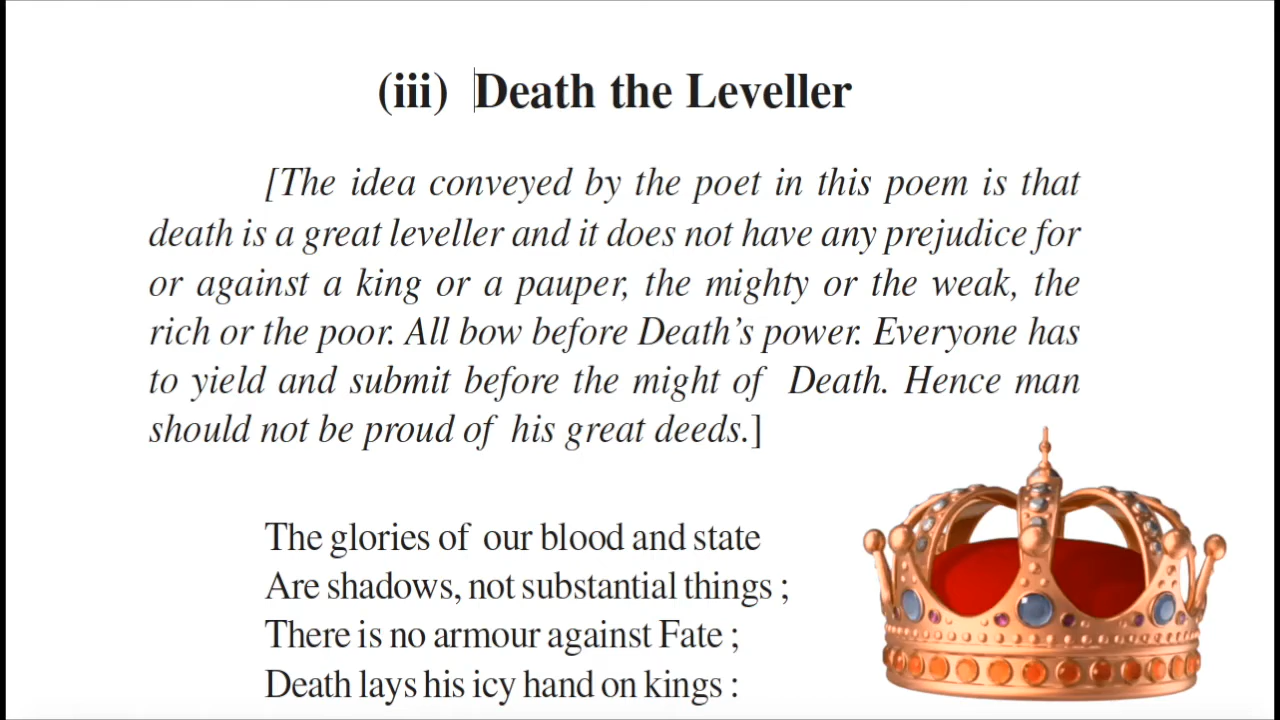 (iii) Death the Leveller
[The idea conveyed by the poet in this poem is that
death is a great leveller and it does not have any prejudice for
or against a king or a pauper, the mighty or the weak, the
rich or the poor. All bow before Death's power. Everyone has
to yield and submit before the might of Death. Hence man
should not be proud of his great deeds.]
The glories of our blood and state
Are shadows, not substantial things ;
There is no armour against Fate ;
Death lays his icy hand on kings :